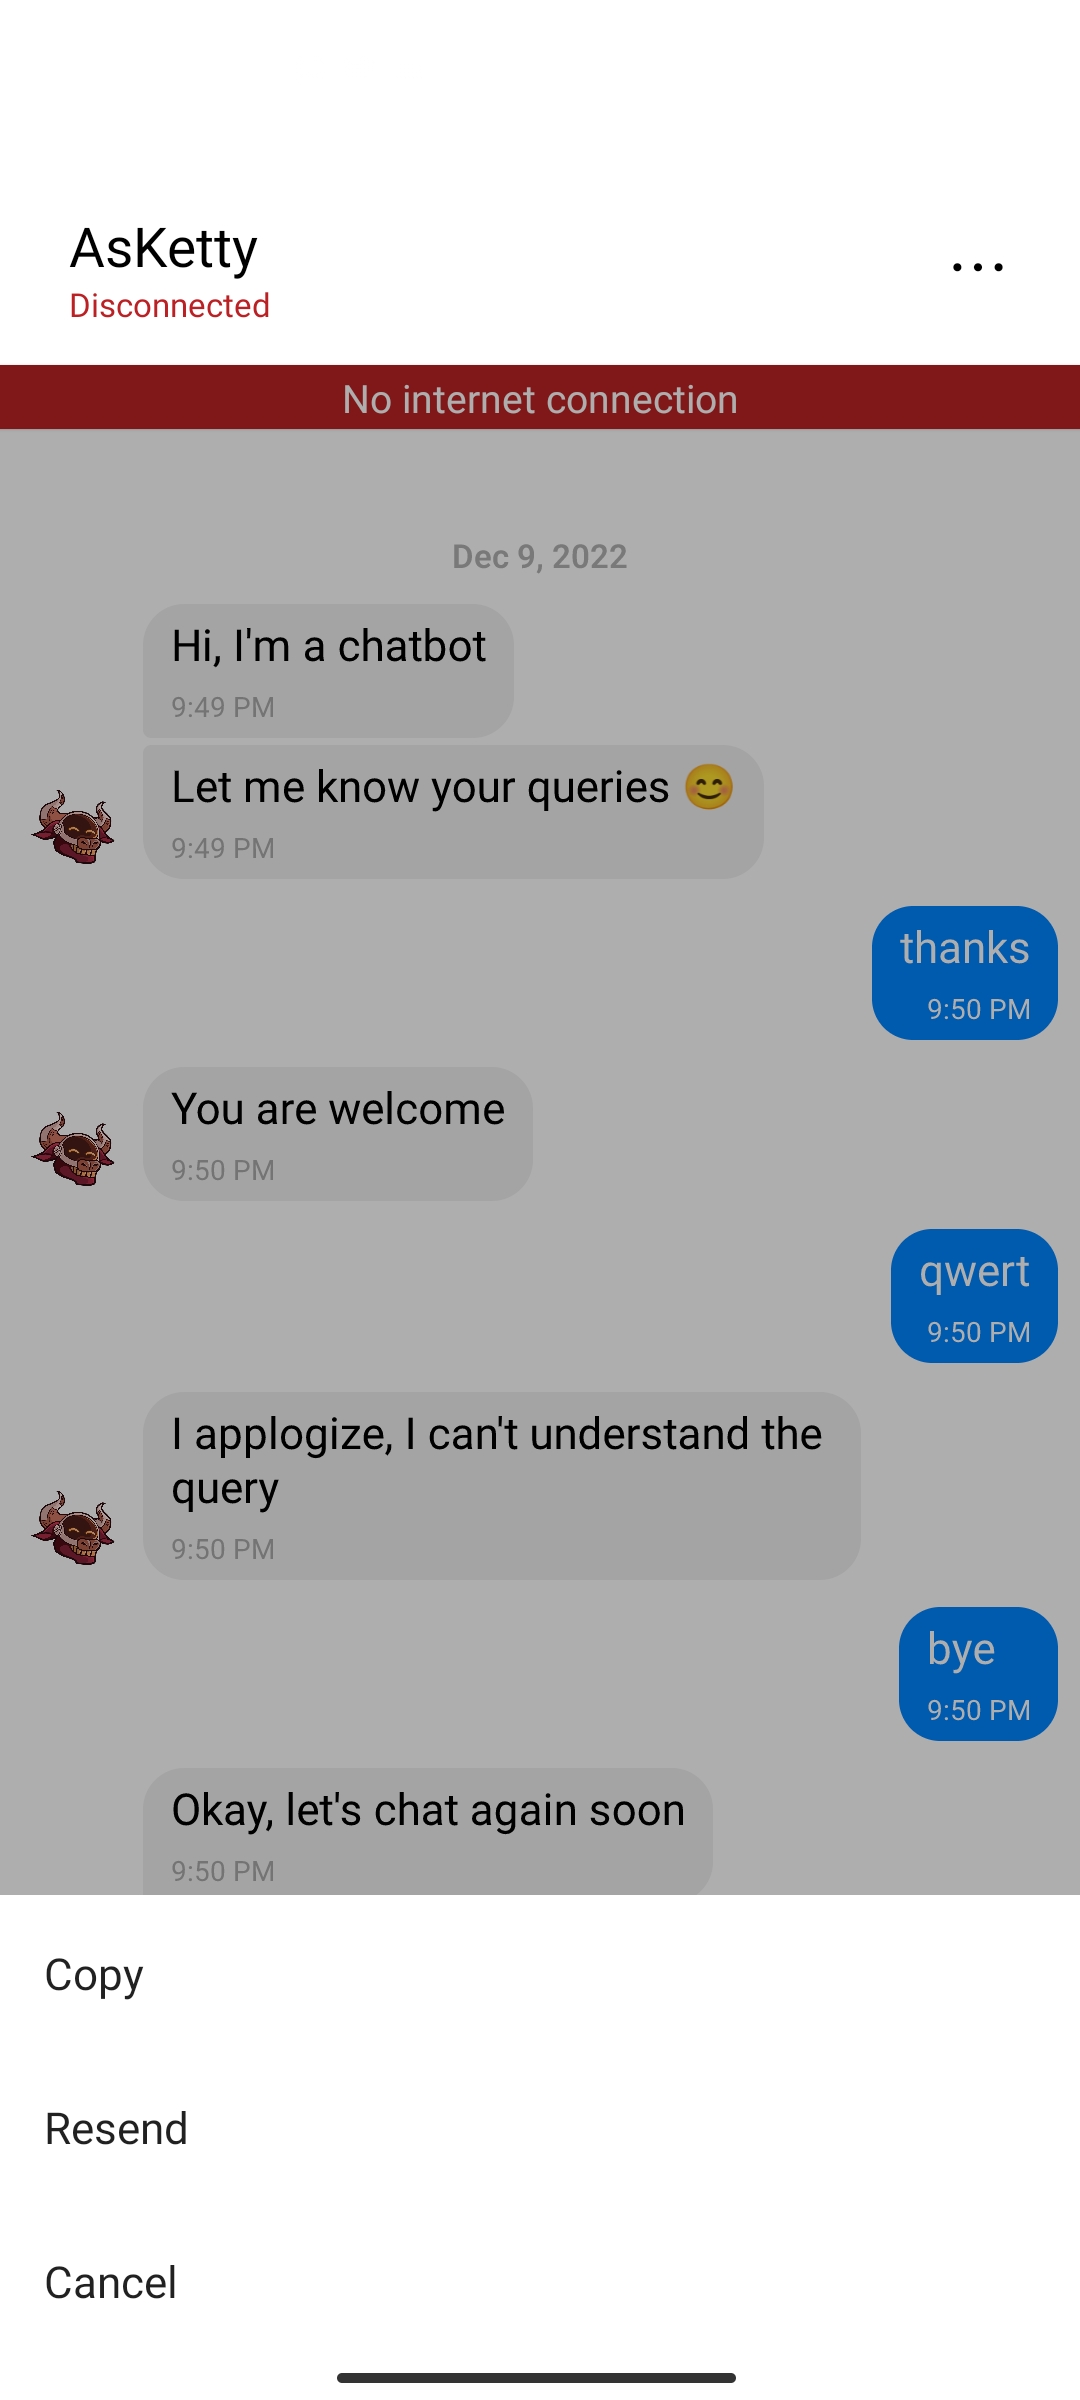 AsKetty
Disconnected
No internet connection
Dec 9, 2022
Hi, I'm a chatbot
9:49 PM
Let me know your queries 😊
9:49 PM
thanks
9:50 PM
You are welcome
9:50 PM
qwert
9:50 PM
I applogize, I can't understand the
query
9:50 PM
bye
9:50 PM
Okay, let's chat again soon
9:50 PM
Copy
Resend
Cancel